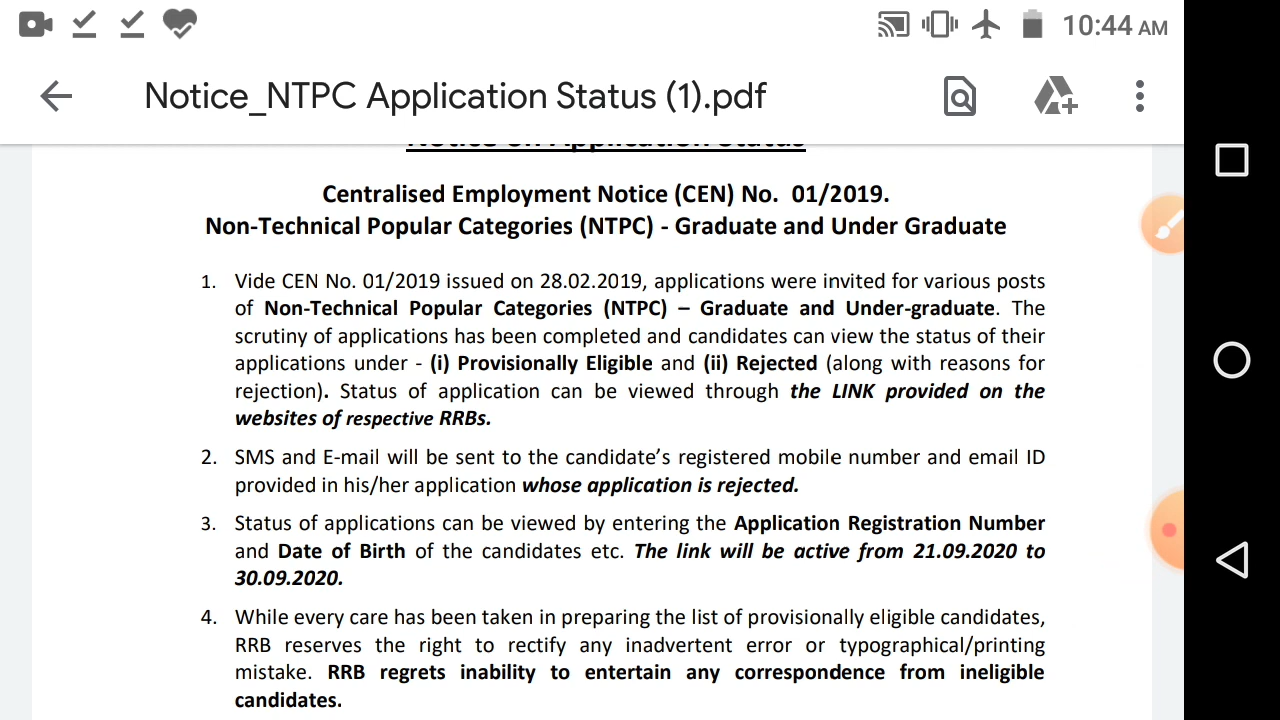 10:44 AM
Notice_NTPC Application Status (1).pdf
Notice on Application Status
Centralised Employment Notice (CEN) No. 01/2019.
Non-Technical Popular Categories (NTPC) - Graduate and Under Graduate
1. Vide CEN No. 01/2019 issued on 28.02.2019, applications were invited for various posts
of Non-Technical Popular Categories (NTPC) – Graduate and Under-graduate. The
scrutiny of applications has been completed and candidates can view the status of their
applications under - (i) Provisionally Eligible and (ii) Rejected (along with reasons for
rejection). Status of application can be viewed through the LINK provided on the
websites of respective RRBs.
2. SMS and E-mail will be sent to the candidate’s registered mobile number and email ID
provided in his/her application whose application is rejected.
3. Status of applications can be viewed by entering the Application Registration Number
and Date of Birth of the candidates etc. The link will be active from 21.09.2020 to
30.09.2020.
4. While every care has been taken in preparing the list of provisionally eligible candidates,
RRB reserves the right to rectify any inadvertent error or typographical/printing
mistake. RRB regrets inability to entertain any correspondence from ineligible
candidates.